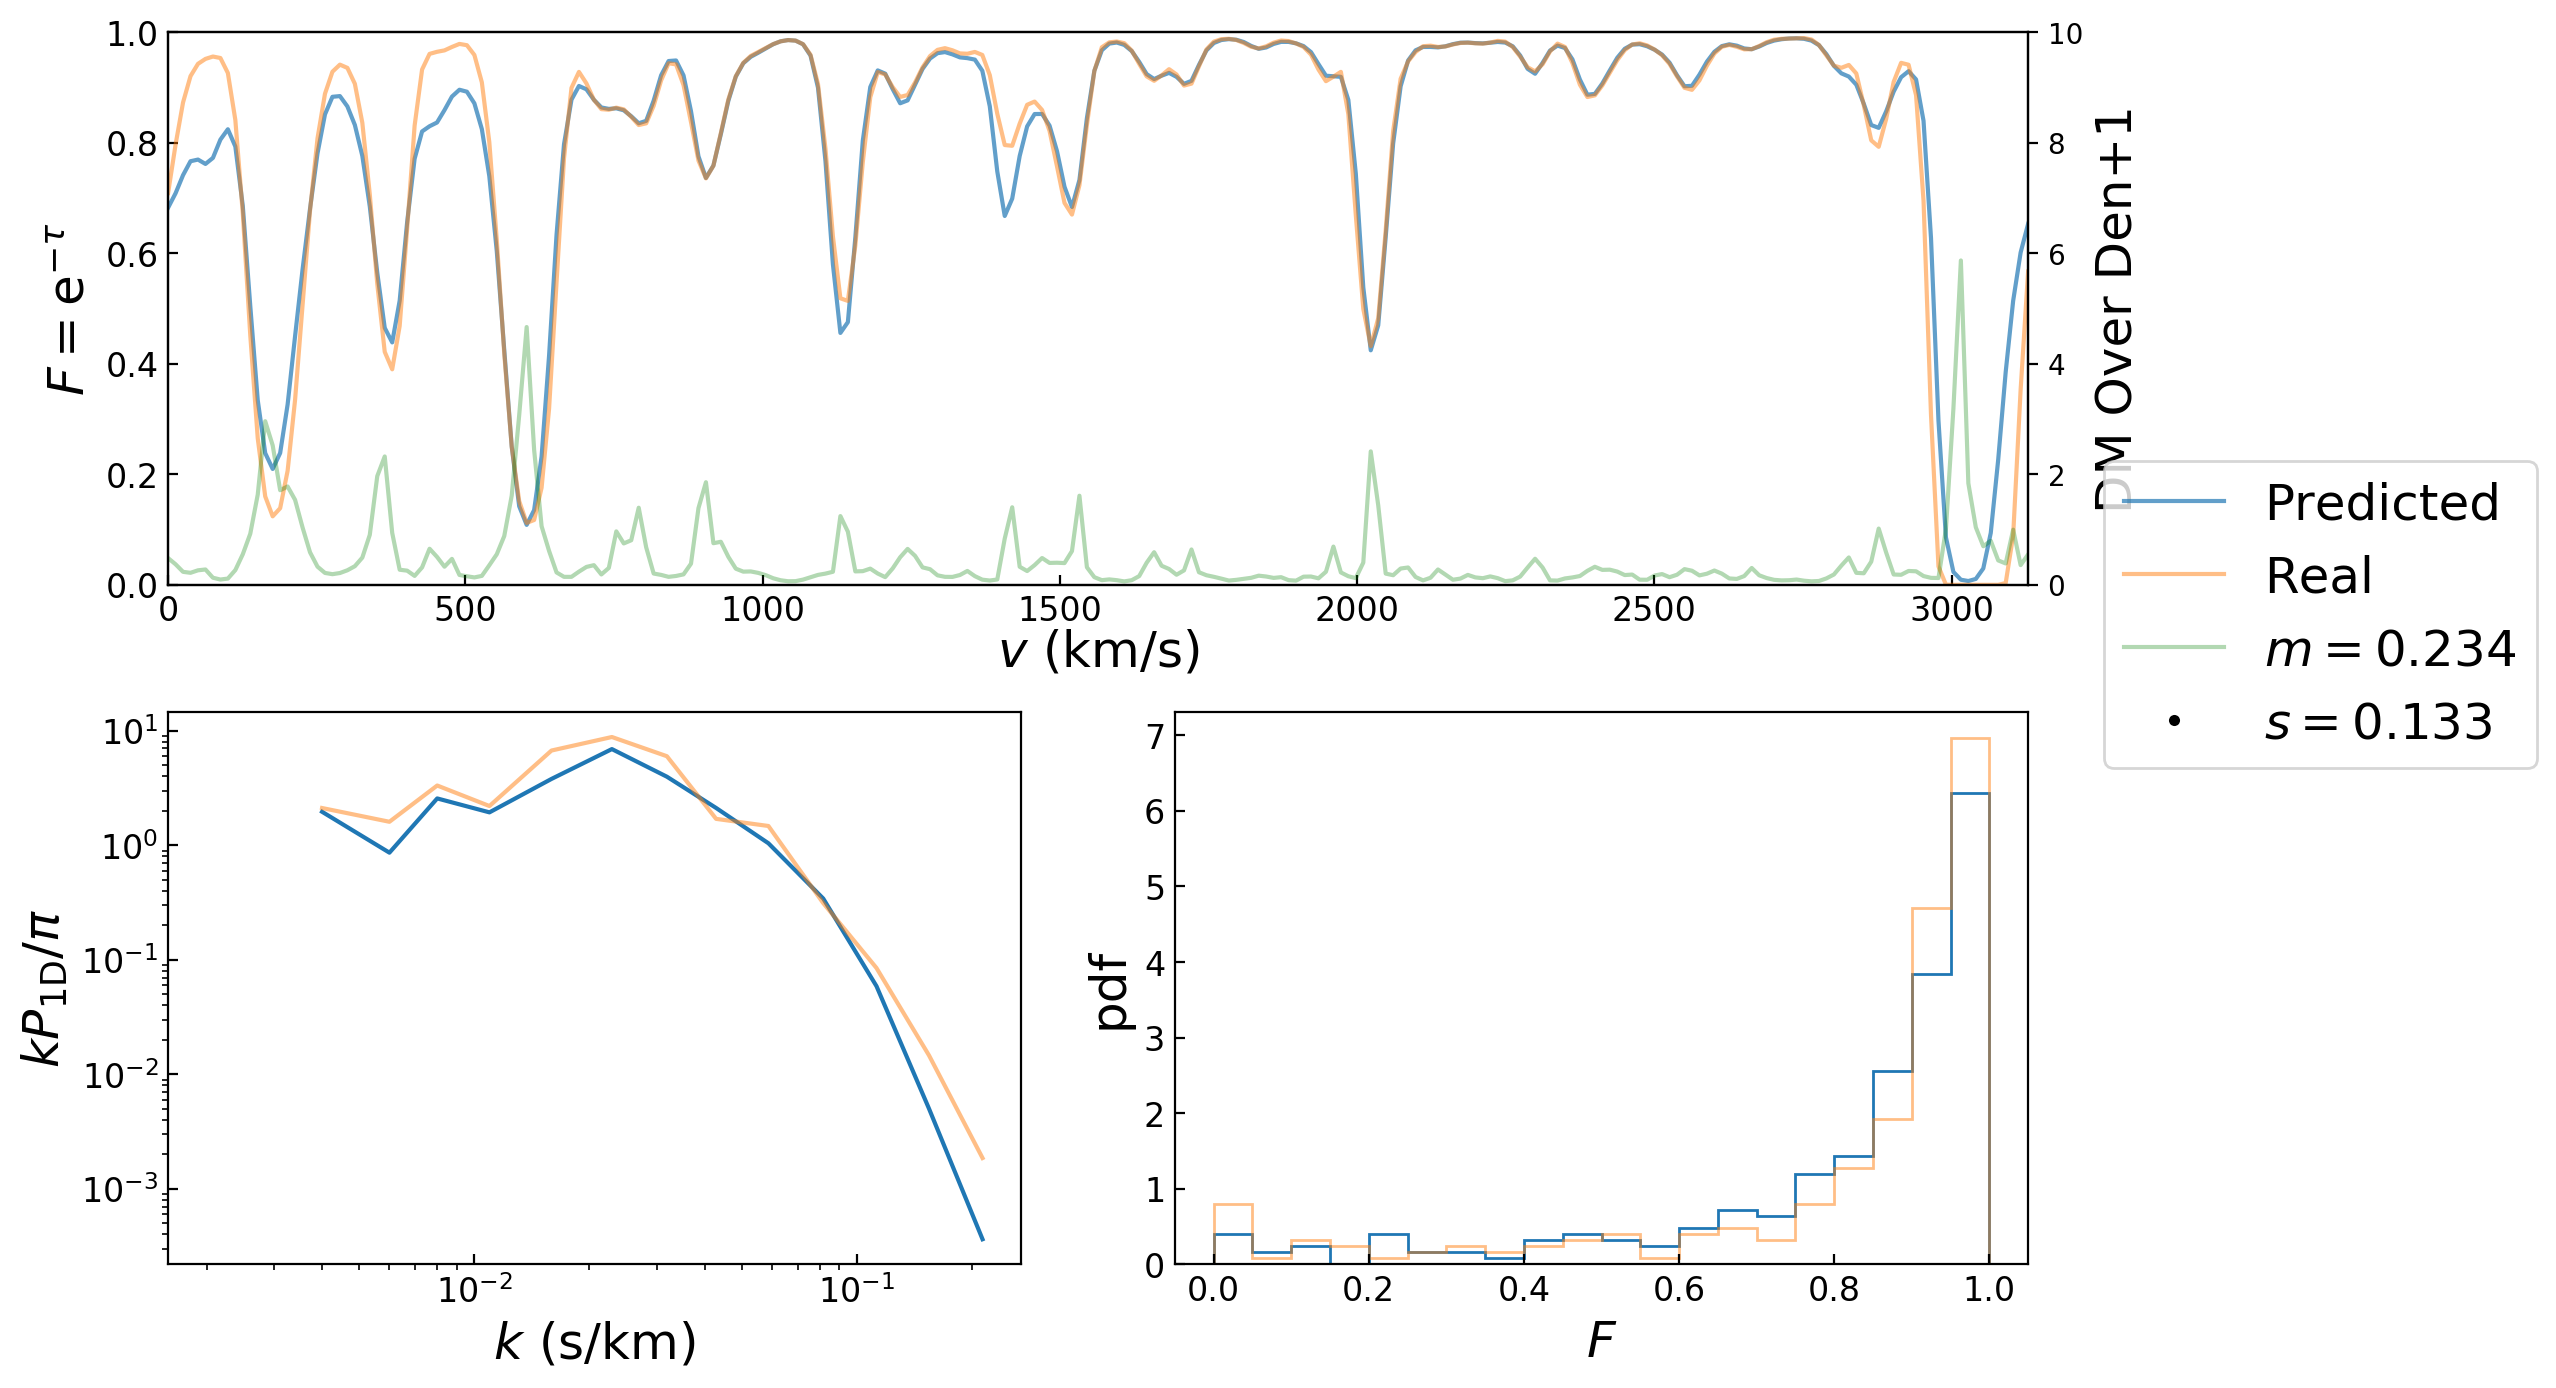 1.0
0.8
0.6
0.4
0.2
0.0
F = e^{−τ}
10
8
6
4
2
0
DM Over Den+1
0 500 1000 1500 2000 2500 3000
v (km/s)
Predicted
Real
m = 0.234
s = 0.133
10^1
10^0
10^{−1}
10^{−2}
10^{−3}
kP_{1D}/π
10^{−2} 10^{−1}
k (s/km)
7
6
5
4
3
2
1
0
pdf
0.0 0.2 0.4 0.6 0.8 1.0
F